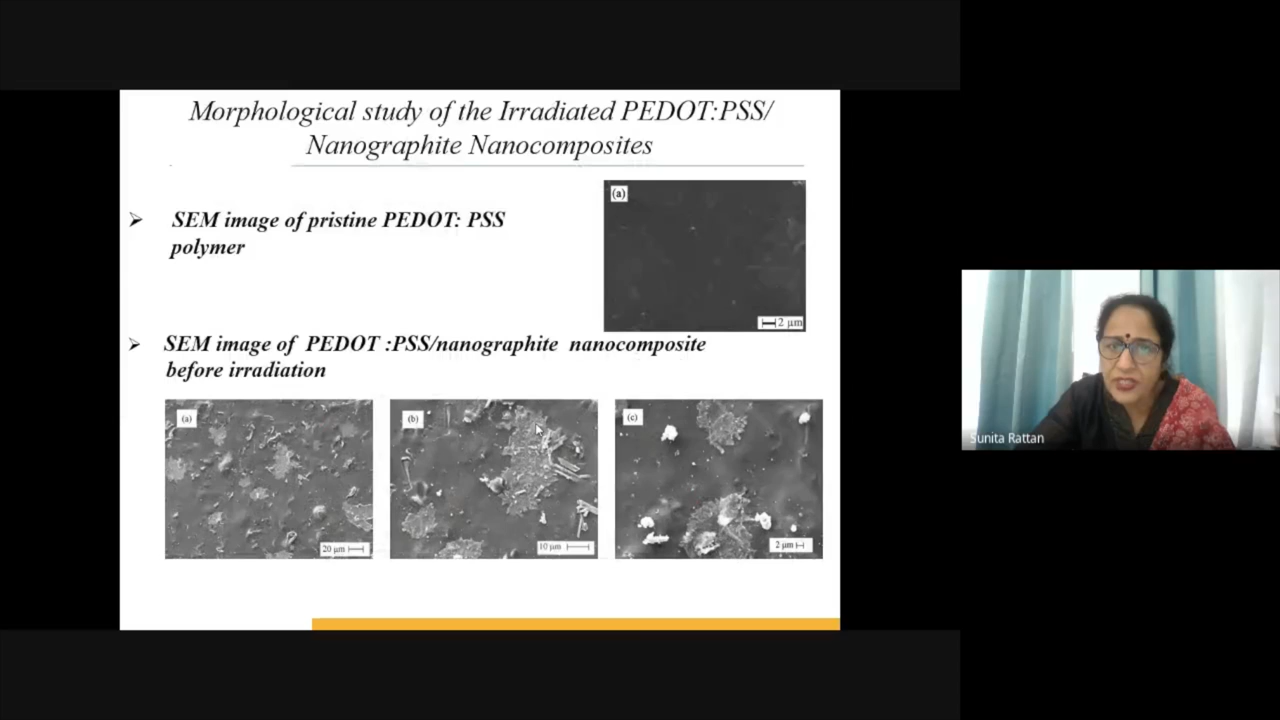 Morphological study of the Irradiated PEDOT:PSS/
Nanographite Nanocomposites
(a)
SEM image of pristine PEDOT: PSS
polymer
2 μm
SEM image of PEDOT :PSS/nanographite nanocomposite
before irradiation
(a)
(b)
(c)
20 μm
10 μm
2 μm
Sunita Rattan